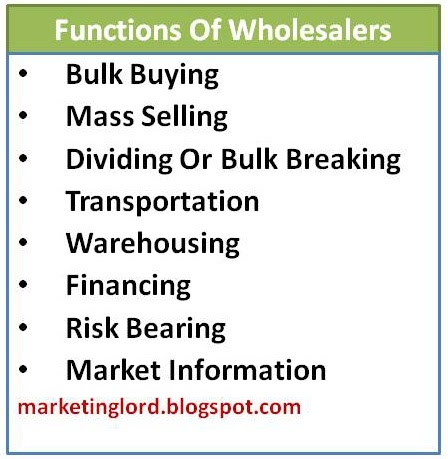 Functions Of Wholesalers
• Bulk Buying
• Mass Selling
• Dividing Or Bulk Breaking
• Transportation
• Warehousing
• Financing
• Risk Bearing
• Market Information
marketinglord.blogspot.com